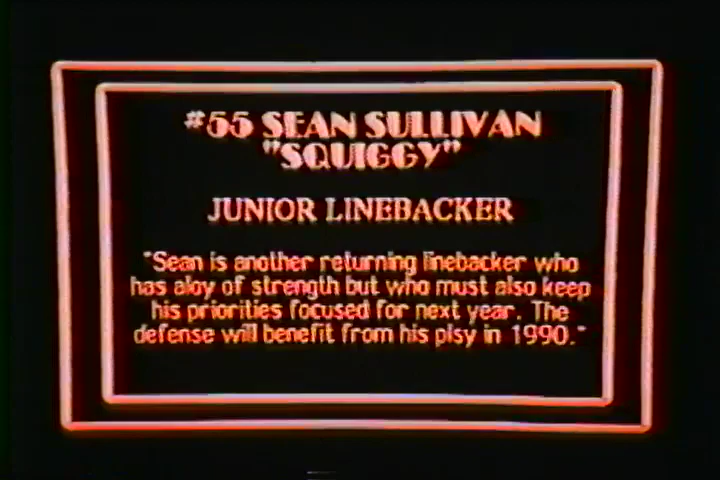 #55 SEAN SULLIVAN
"SQUIGGY"
JUNIOR LINEBACKER
"Sean is another returning linebacker who
has aloy of strength but who must also keep
his priorities focused for next year. The
defense will benefit from his plsy in 1990."